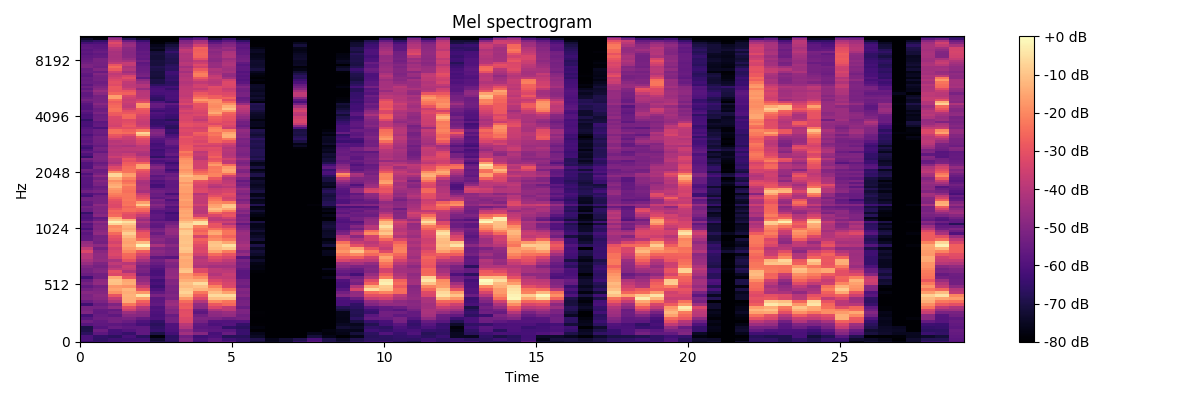 Mel spectrogram
Hz
8192
4096
2048
1024
512
0
0 5 10 15 20 25
Time
+0 dB
-10 dB
-20 dB
-30 dB
-40 dB
-50 dB
-60 dB
-70 dB
-80 dB